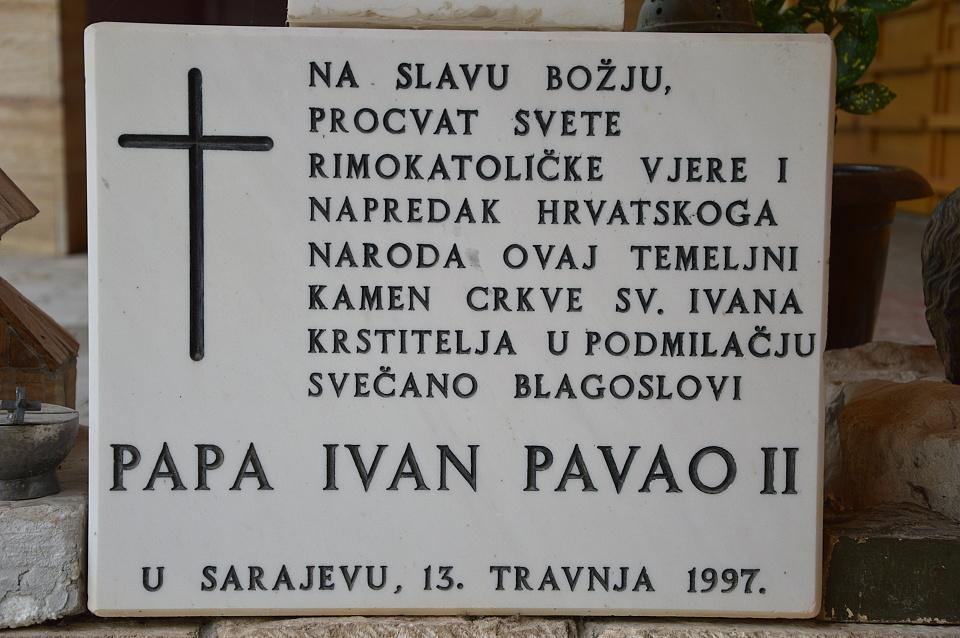 NA SLAVU BOŽJU,
PROCVAT SVETE
RIMOKATOLIČKE VJERE I
NAPREDAK HRVATSKOGA
NARODA OVAJ TEMELJNI
KAMEN CRKVE SV. IVANA
KRSTITELJA U PODMILAČJU
SVEČANO BLAGOSLOVI
PAPA IVAN PAVAO II
U SARAJEVU, 13. TRAVNJA 1997.